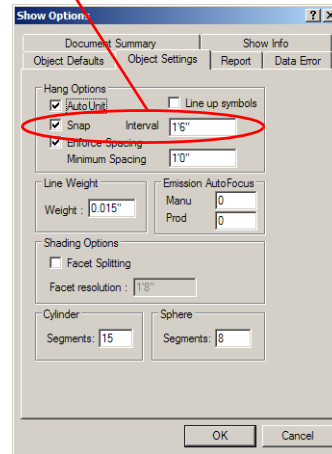 Show Options
Document Summary Show Info
Object Defaults Object Settings Report Data Error
Hang Options
Auto Unit Line up symbols
Snap Interval 1'6"
Enforce Spacing
Minimum Spacing 1'0"
Line Weight
Weight : 0.015"
Emission AutoFocus
Manu 0
Prod 0
Shading Options
Facet Splitting
Facet resolution : 1'8"
Cylinder
Segments: 15
Sphere
Segments: 8
OK Cancel